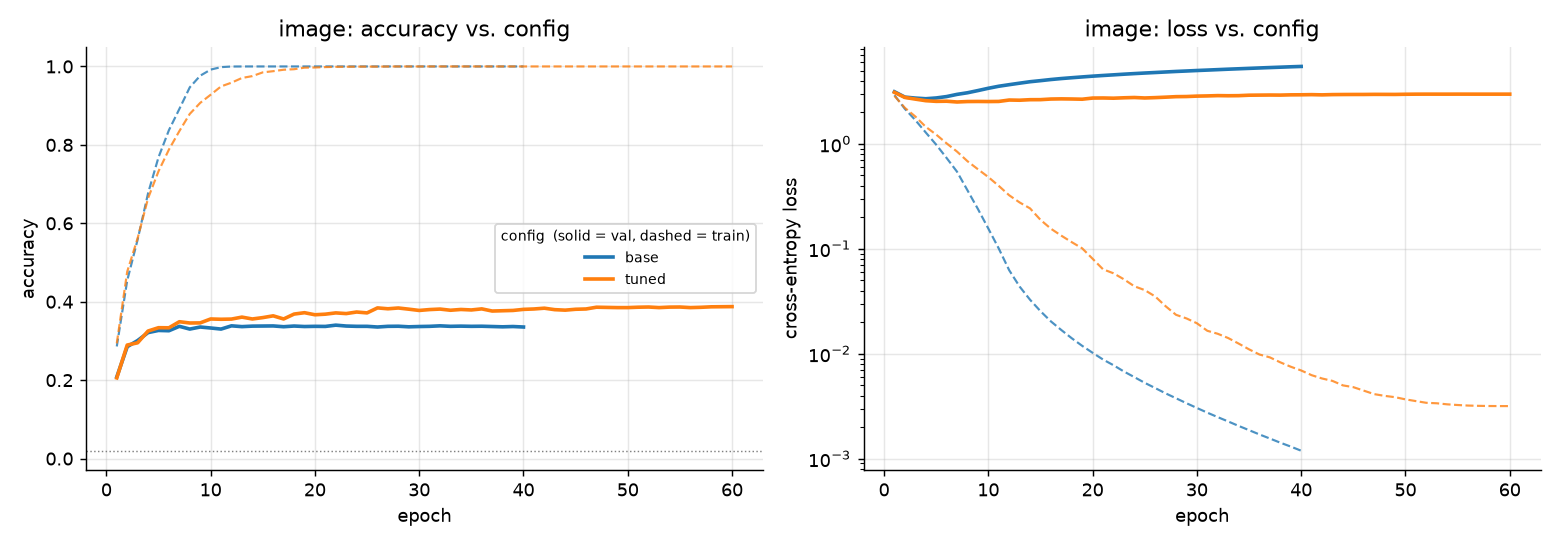 image: accuracy vs. config
1.0
0.8
0.6
0.4
0.2
0.0
accuracy
config (solid = val, dashed = train)
base
tuned
0 10 20 30 40 50 60
epoch
image: loss vs. config
10⁰
10⁻¹
10⁻²
10⁻³
cross-entropy loss
0 10 20 30 40 50 60
epoch